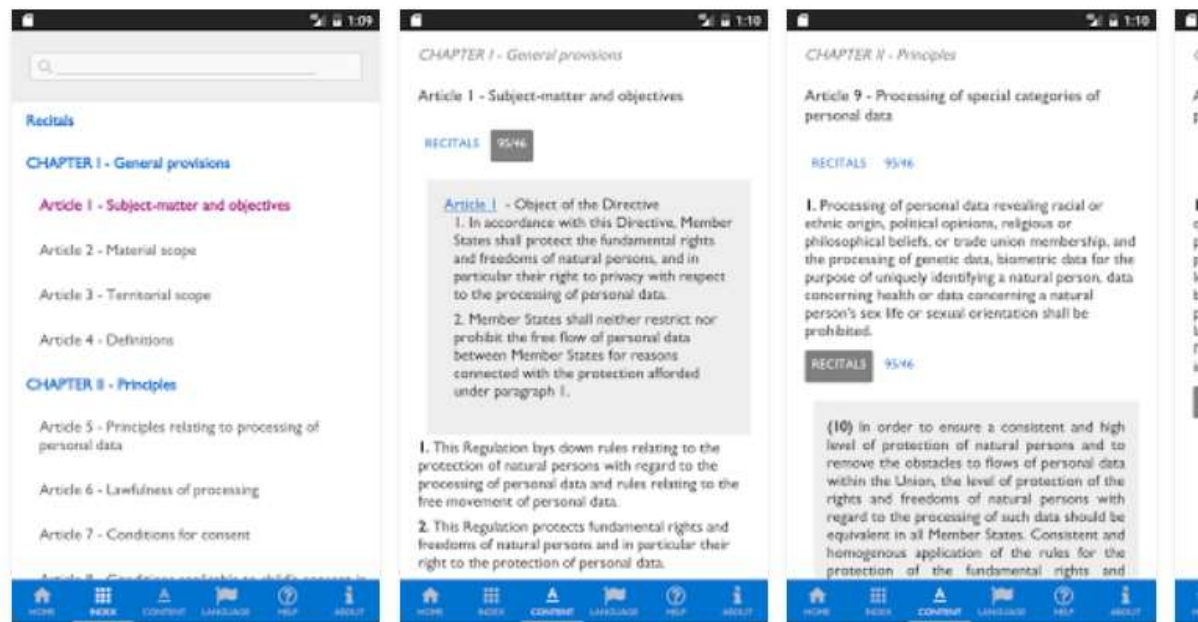 1:09
Recitals
CHAPTER I - General provisions
Article 1 - Subject-matter and objectives
Article 2 - Material scope
Article 3 - Territorial scope
Article 4 - Definitions
CHAPTER II - Principles
Article 5 - Principles relating to processing of
personal data
Article 6 - Lawfulness of processing
Article 7 - Conditions for consent
HOME INDEX CONTENT LANGUAGE HELP ABOUT
1:10
CHAPTER I - General provisions
Article 1 - Subject-matter and objectives
RECITALS 95/46
Article 1 - Object of the Directive
1. In accordance with this Directive, Member
States shall protect the fundamental rights
and freedoms of natural persons, and in
particular their right to privacy with respect
to the processing of personal data.
2. Member States shall neither restrict nor
prohibit the free flow of personal data
between Member States for reasons
connected with the protection afforded
under paragraph 1.
1. This Regulation lays down rules relating to the
protection of natural persons with regard to the
processing of personal data and rules relating to the
free movement of personal data.
2. This Regulation protects fundamental rights and
freedoms of natural persons and in particular their
right to the protection of personal data.
HOME INDEX CONTENT LANGUAGE HELP ABOUT
1:10
CHAPTER II - Principles
Article 9 - Processing of special categories of
personal data
RECITALS 95/46
1. Processing of personal data revealing racial or
ethnic origin, political opinions, religious or
philosophical beliefs, or trade union membership, and
the processing of genetic data, biometric data for the
purpose of uniquely identifying a natural person, data
concerning health or data concerning a natural
person's sex life or sexual orientation shall be
prohibited.
RECITALS 95/46
(10) In order to ensure a consistent and high
level of protection of natural persons and to
remove the obstacles to flows of personal data
within the Union, the level of protection of the
rights and freedoms of natural persons with
regard to the processing of such data should be
equivalent in all Member States. Consistent and
homogenous application of the rules for the
protection of the fundamental rights and
HOME INDEX CONTENT LANGUAGE HELP ABOUT